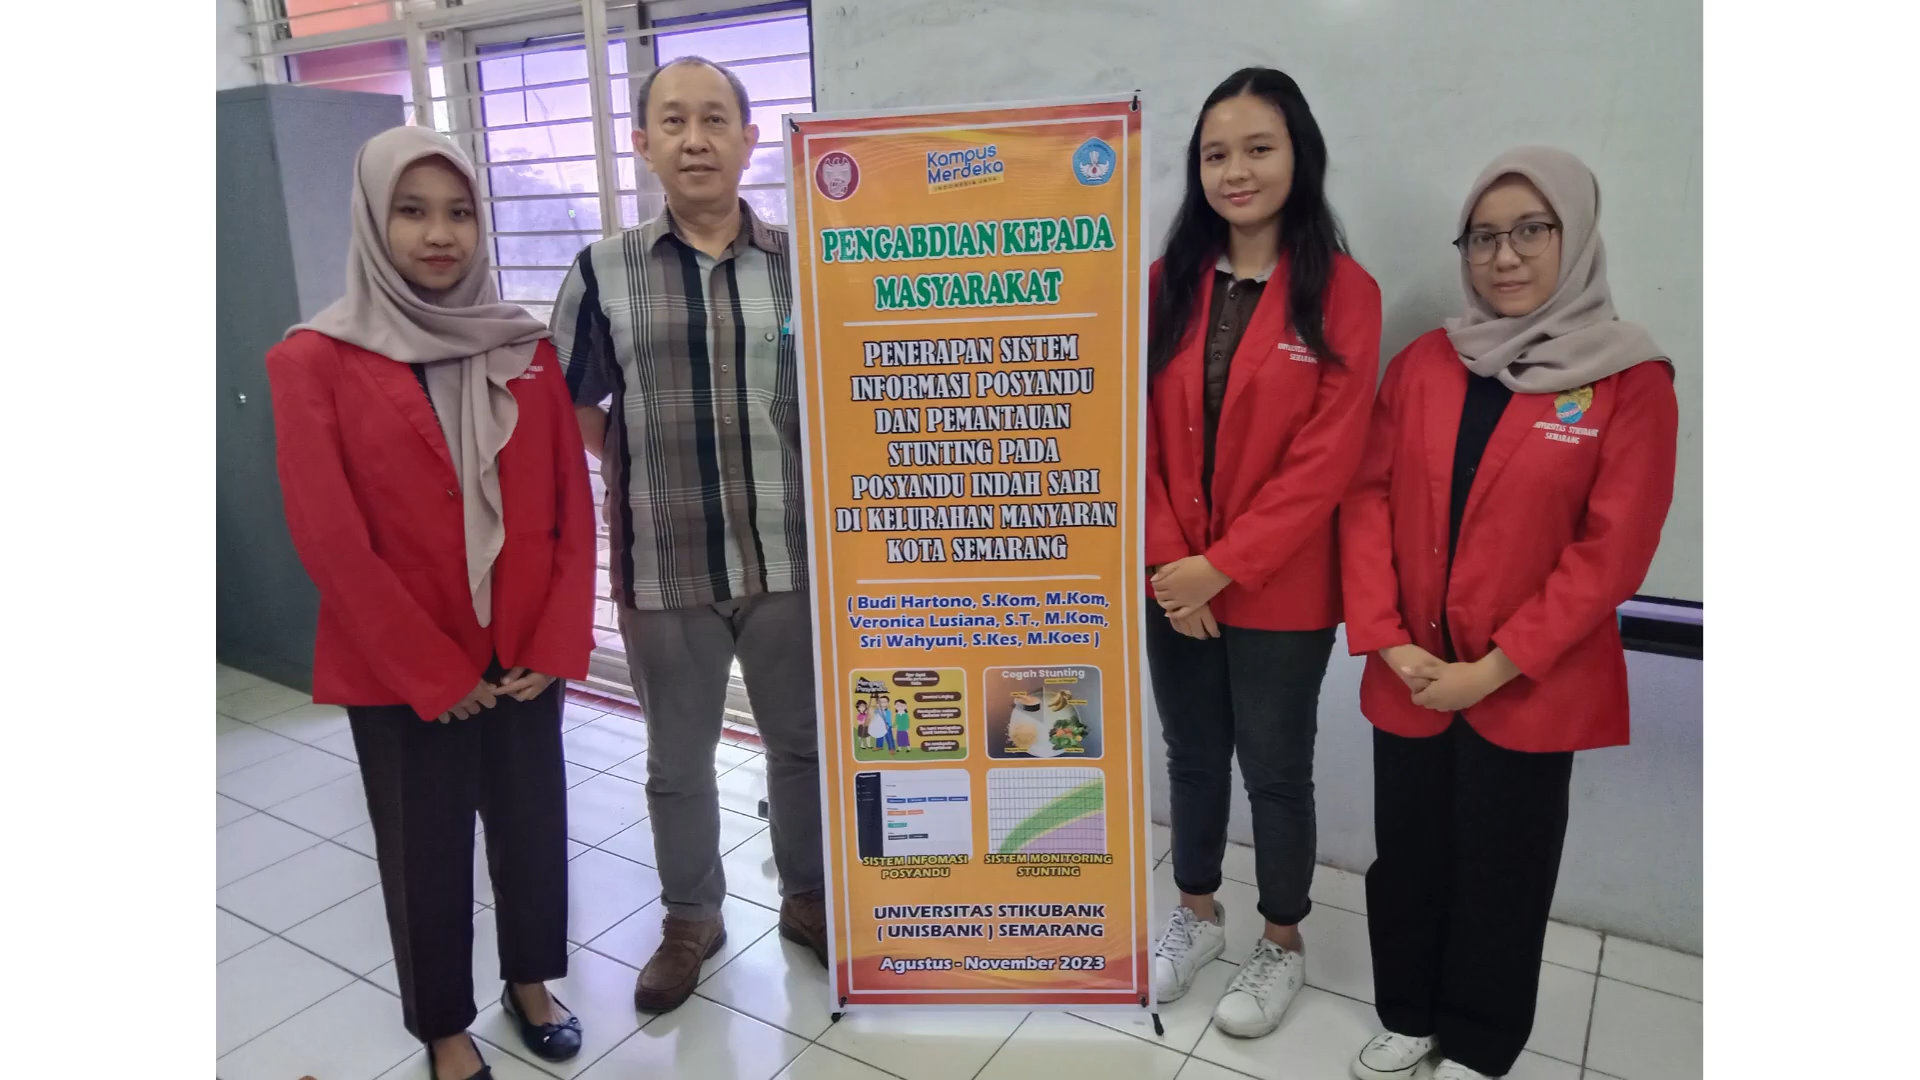 Kampus
Merdeka
INDONESIA JAYA
PENGABDIAN KEPADA
MASYARAKAT
PENERAPAN SISTEM
INFORMASI POSYANDU
DAN PEMANTAUAN
STUNTING PADA
POSYANDU INDAH SARI
DI KELURAHAN MANYARAN
KOTA SEMARANG
( Budi Hartono, S.Kom, M.Kom,
Veronica Lusiana, S.T., M.Kom,
Sri Wahyuni, S.Kes, M.Koes )
Cegah Stunting
SISTEM INFOMASI
POSYANDU
SISTEM MONITORING
STUNTING
UNIVERSITAS STIKUBANK
( UNISBANK ) SEMARANG
Agustus - November 2023
UNIVERSITAS STIKUBANK
SEMARANG